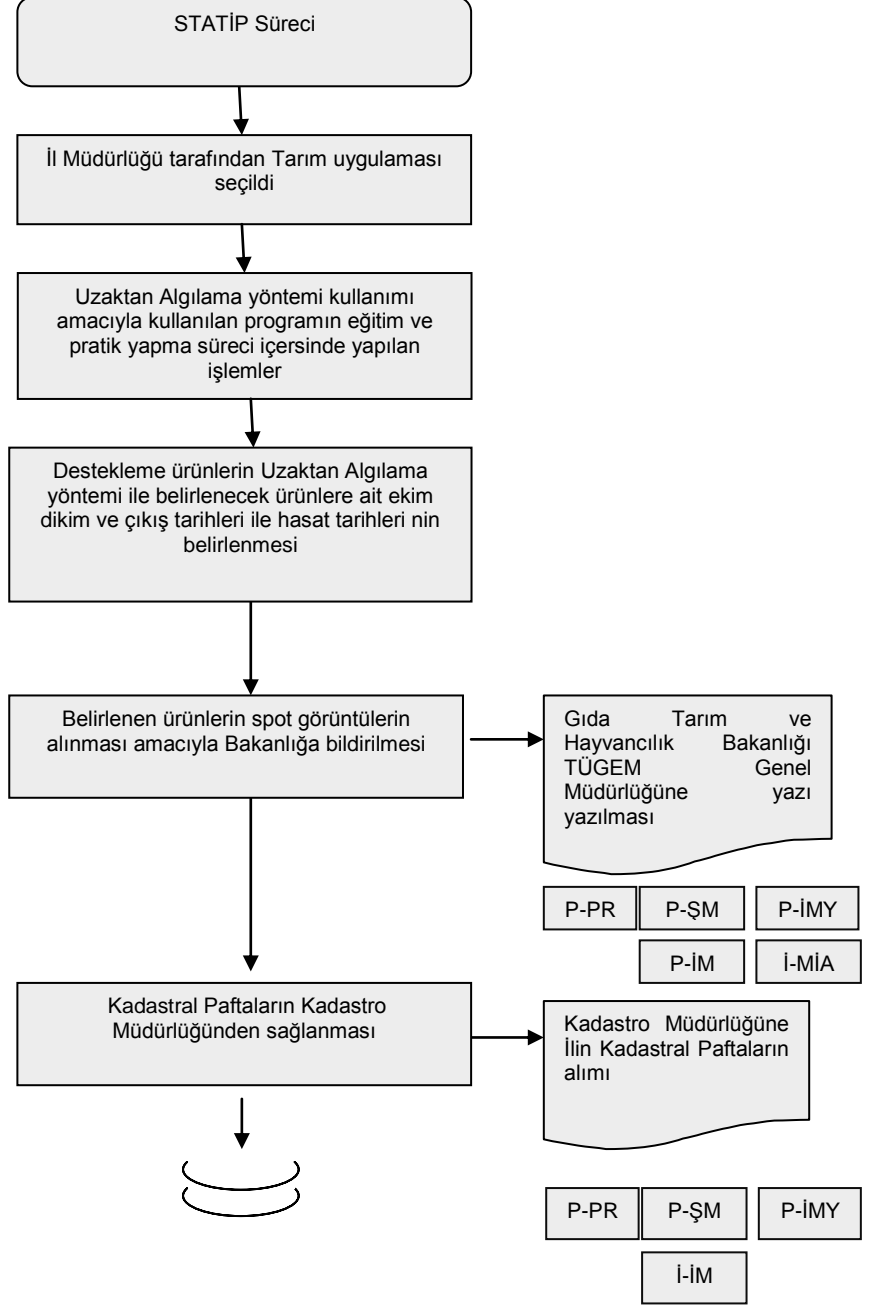 STATİP Süreci
İl Müdürlüğü tarafından Tarım uygulaması
seçildi
Uzaktan Algılama yöntemi kullanımı
amacıyla kullanılan programın eğitim ve
pratik yapma süreci içersinde yapılan
işlemler
Destekleme ürünlerin Uzaktan Algılama
yöntemi ile belirlenecek ürünlere ait ekim
dikim ve çıkış tarihleri ile hasat tarihleri nin
belirlenmesi
Belirlenen ürünlerin spot görüntülerin
alınması amacıyla Bakanlığa bildirilmesi
Gıda Tarım ve
Hayvancılık Bakanlığı
TÜGEM Genel
Müdürlüğüne yazı
yazılması
P-PR P-ŞM P-İMY
P-İM İ-MİA
Kadastral Paftaların Kadastro
Müdürlüğünden sağlanması
Kadastro Müdürlüğüne
İlin Kadastral Paftaların
alımı
P-PR P-ŞM P-İMY
İ-İM